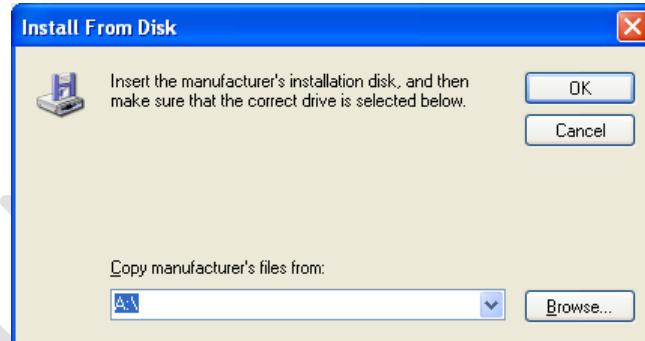 Install From Disk
Insert the manufacturer's installation disk, and then
make sure that the correct drive is selected below.
OK
Cancel
Copy manufacturer's files from:
A:\
Browse...